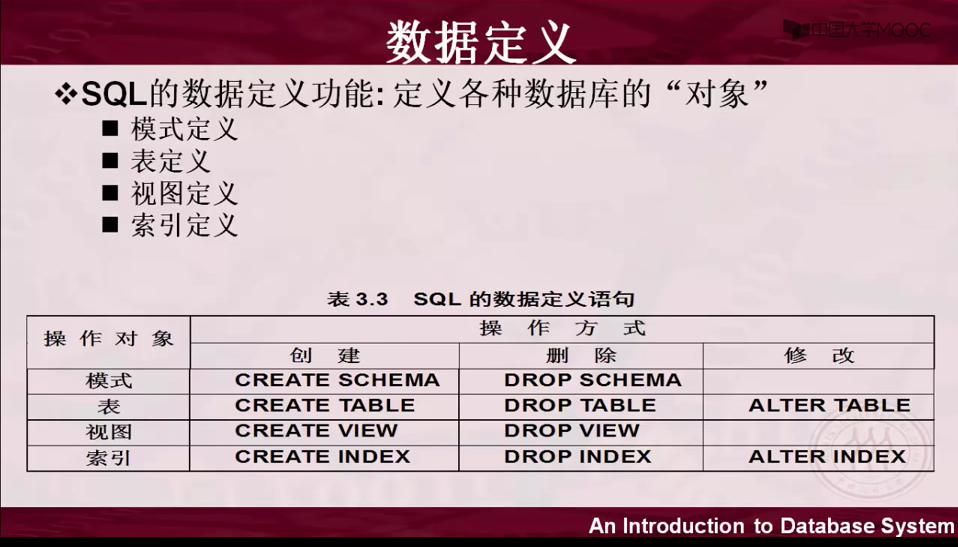 数据定义
中国大学MOOC
❖SQL的数据定义功能: 定义各种数据库的“对象”
■ 模式定义
■ 表定义
■ 视图定义
■ 索引定义
表 3.3 SQL 的数据定义语句
操作对象 操作方式
创建 删除 修改
模式 CREATE SCHEMA DROP SCHEMA
表 CREATE TABLE DROP TABLE ALTER TABLE
视图 CREATE VIEW DROP VIEW
索引 CREATE INDEX DROP INDEX ALTER INDEX
An Introduction to Database System